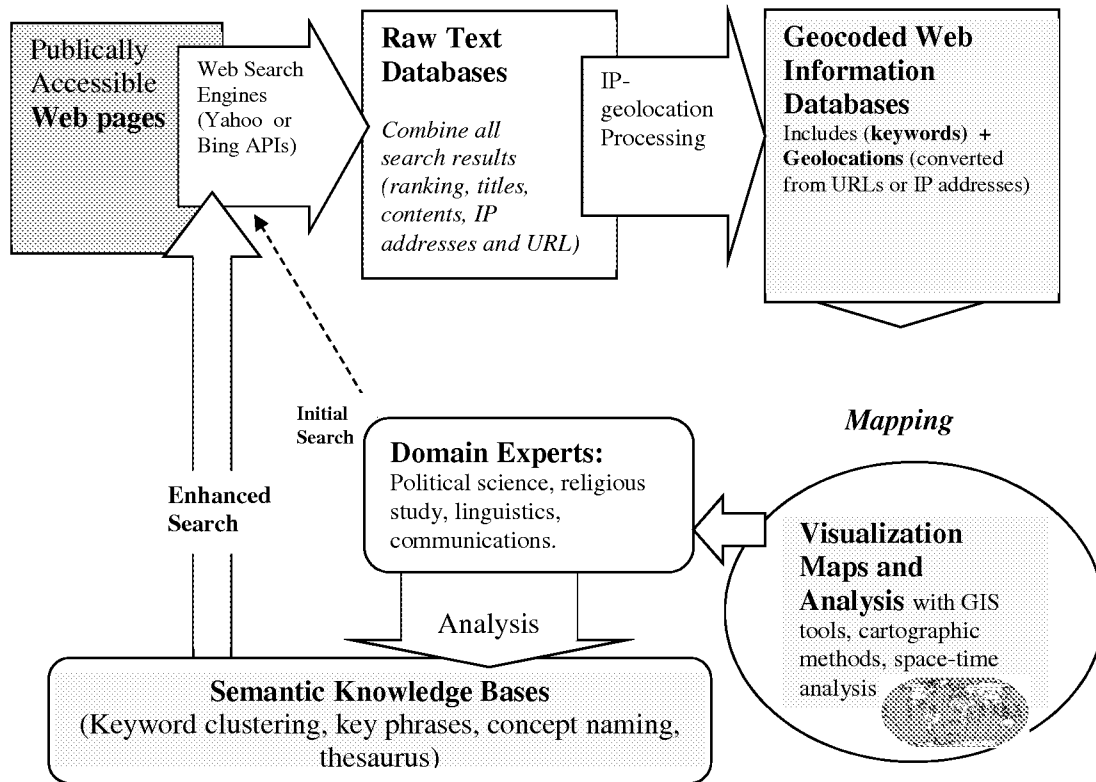 Publically
Accessible
Web pages
Web Search
Engines
(Yahoo or
Bing APIs)
Raw Text
Databases
Combine all
search results
(ranking, titles,
contents, IP
addresses and URL)
IP-
geolocation
Processing
Geocoded Web
Information
Databases
Includes (keywords) +
Geolocations (converted
from URLs or IP addresses)
Initial
Search
Mapping
Domain Experts:
Political science, religious
study, linguistics,
communications.
Enhanced
Search
Visualization
Maps and
Analysis with GIS
tools, cartographic
methods, space-time
analysis
Analysis
Semantic Knowledge Bases
(Keyword clustering, key phrases, concept naming,
thesaurus)